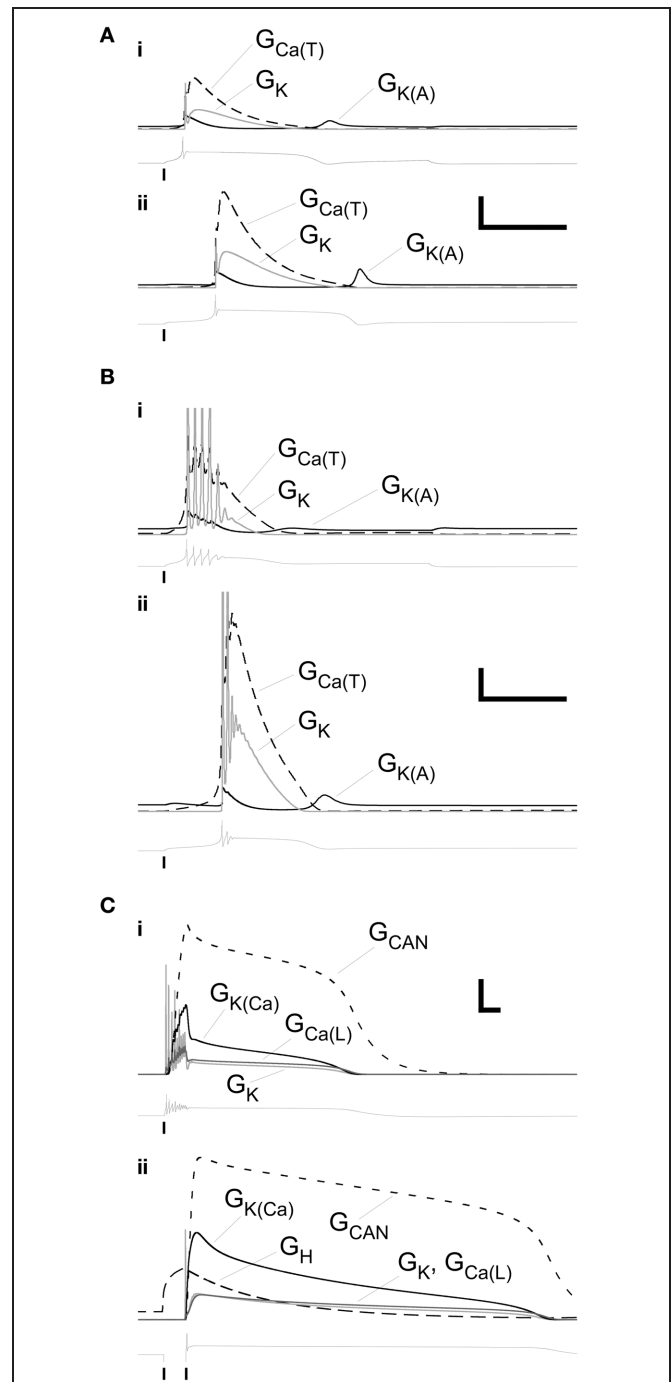 A
i
G_Ca(T)
G_K
G_K(A)
ii
G_Ca(T)
G_K
G_K(A)
B
i
G_Ca(T)
G_K
G_K(A)
ii
G_Ca(T)
G_K
G_K(A)
C
i
G_CAN
G_K(Ca)
G_Ca(L)
G_K
ii
G_K(Ca)
G_CAN
G_H
G_K, G_Ca(L)